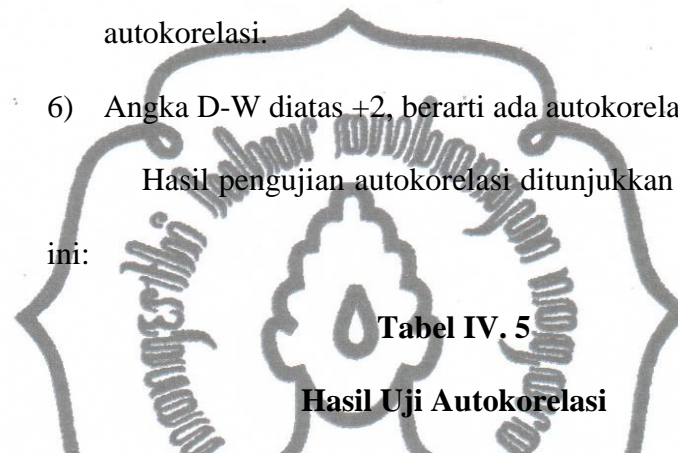 autokorelasi.
6) Angka D-W diatas +2, berarti ada autokorela
Hasil pengujian autokorelasi ditunjukkan
ini:
Tabel IV. 5
Hasil Uji Autokorelasi